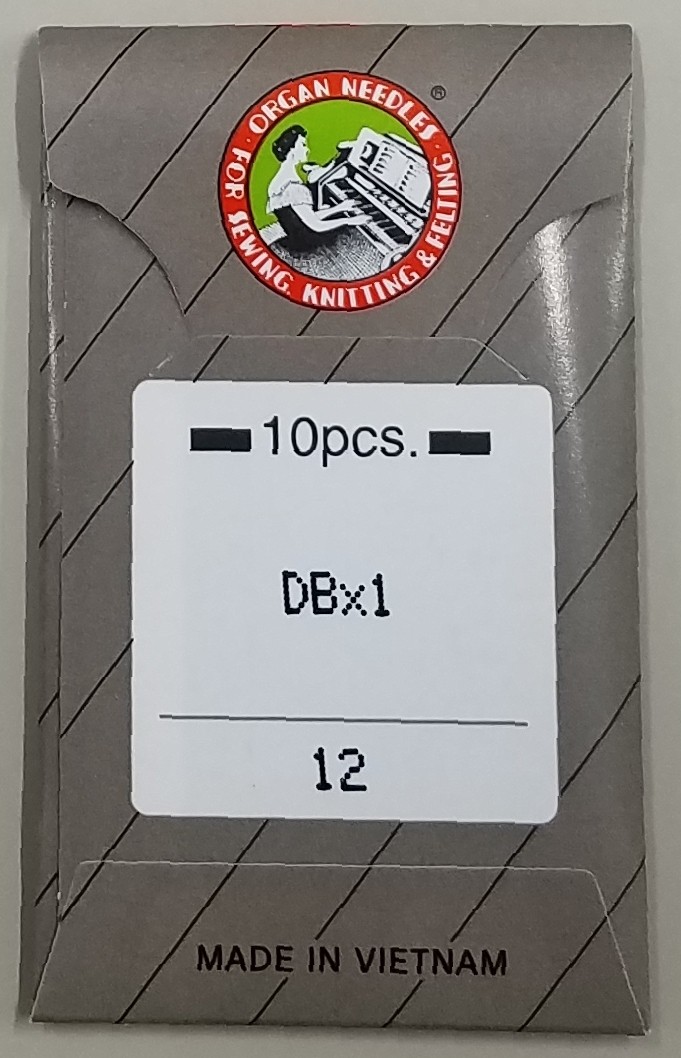 ORGAN NEEDLES
®
FOR SEWING, KNITTING & FELTING
10pcs.
DBx1
12
MADE IN VIETNAM